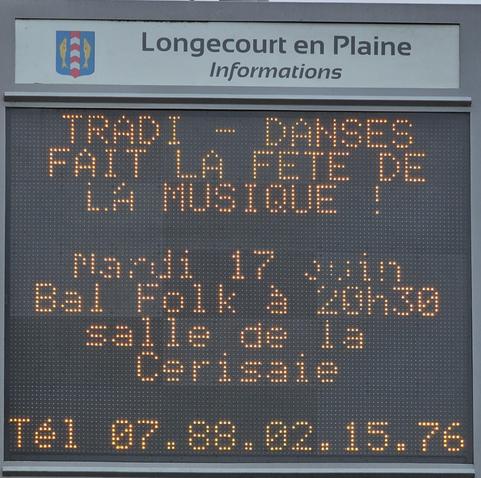 Longecourt en Plaine
Informations
TRADI - DANSES
FAIT LA FETE DE
LA MUSIQUE !
Mardi 17 juin
Bal Folk à 20h30
salle de la
Cerisaie
Tél 07.88.02.15.76